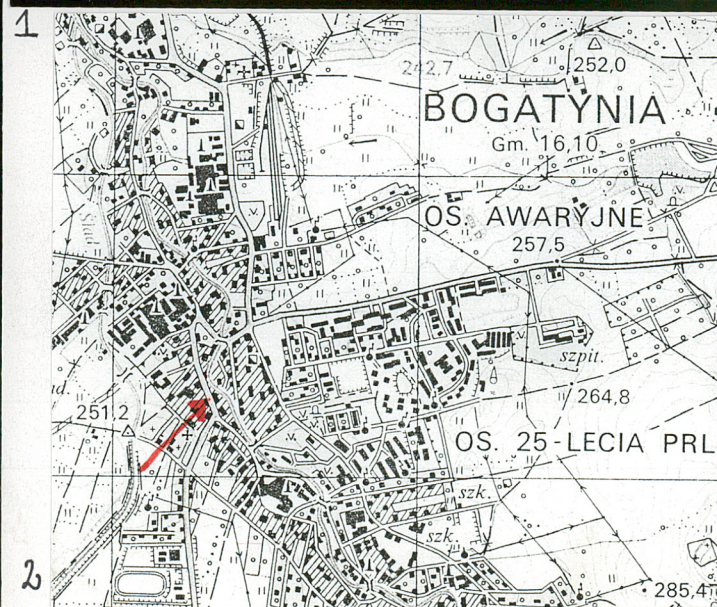 1
242,7
252,0
BOGATYNIA
Gm. 16,10
OS. AWARYJNE
257,5
szpit.
251,2
264,8
OS. 25-LECIA PRL
szk.
szk.
2
285,4